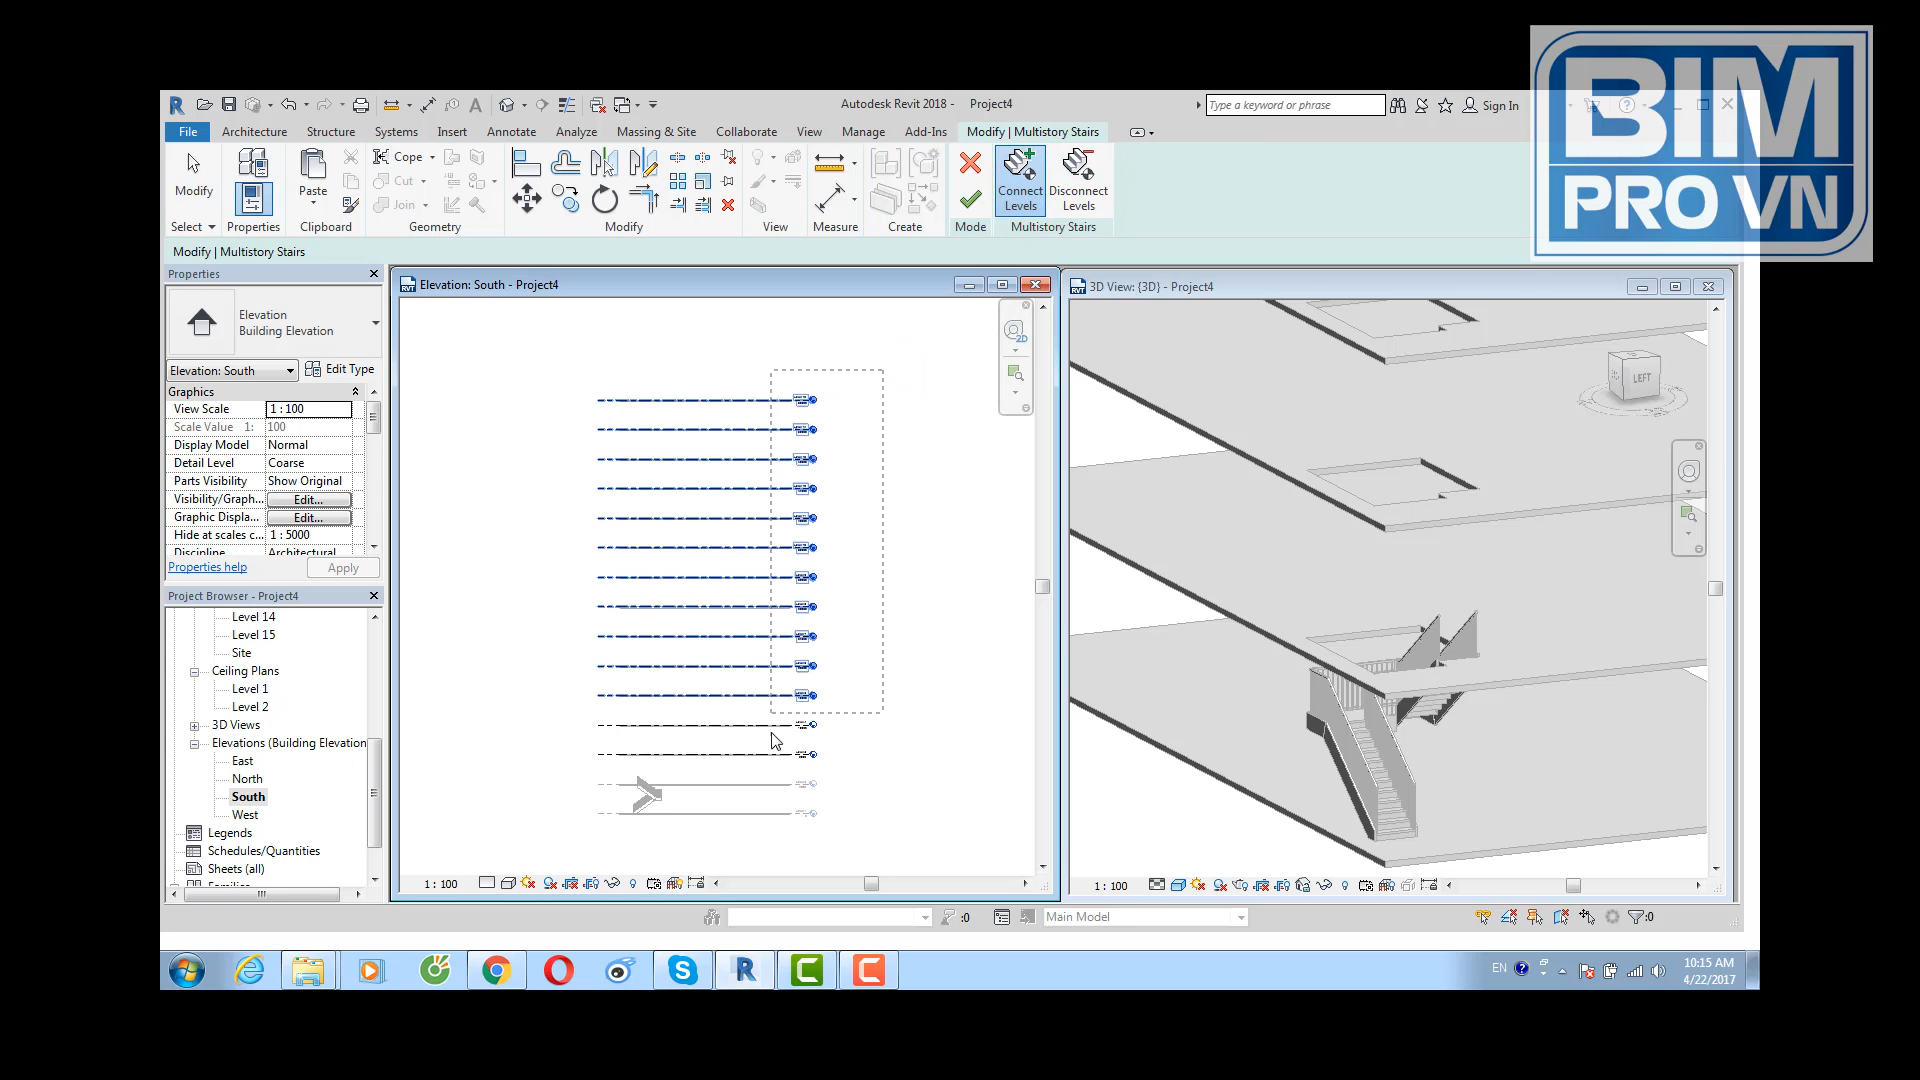 BIM
PRO VN
Autodesk Revit 2018 - Project4
Type a keyword or phrase
Sign In
File Architecture Structure Systems Insert Annotate Analyze Massing & Site Collaborate View Manage Add-Ins Modify | Multistory Stairs
Modify
Paste
Cope
Cut
Join
Connect Levels
Disconnect Levels
Select Properties Clipboard Geometry Modify View Measure Create Mode Multistory Stairs
Modify | Multistory Stairs
Properties
Elevation
Building Elevation
Elevation: South
Edit Type
Graphics
View Scale 1 : 100
Scale Value 1: 100
Display Model Normal
Detail Level Coarse
Parts Visibility Show Original
Visibility/Graph... Edit...
Graphic Displa... Edit...
Hide at scales c... 1 : 5000
Discipline Architectural
Properties help Apply
Project Browser - Project4
Level 14
Level 15
Site
Ceiling Plans
Level 1
Level 2
3D Views
Elevations (Building Elevation
East
North
South
West
Legends
Schedules/Quantities
Sheets (all)
Families
Elevation: South - Project4
2D
1 : 100
3D View: {3D} - Project4
LEFT
1 : 100
:0
Main Model
:0
EN
10:15 AM
4/22/2017